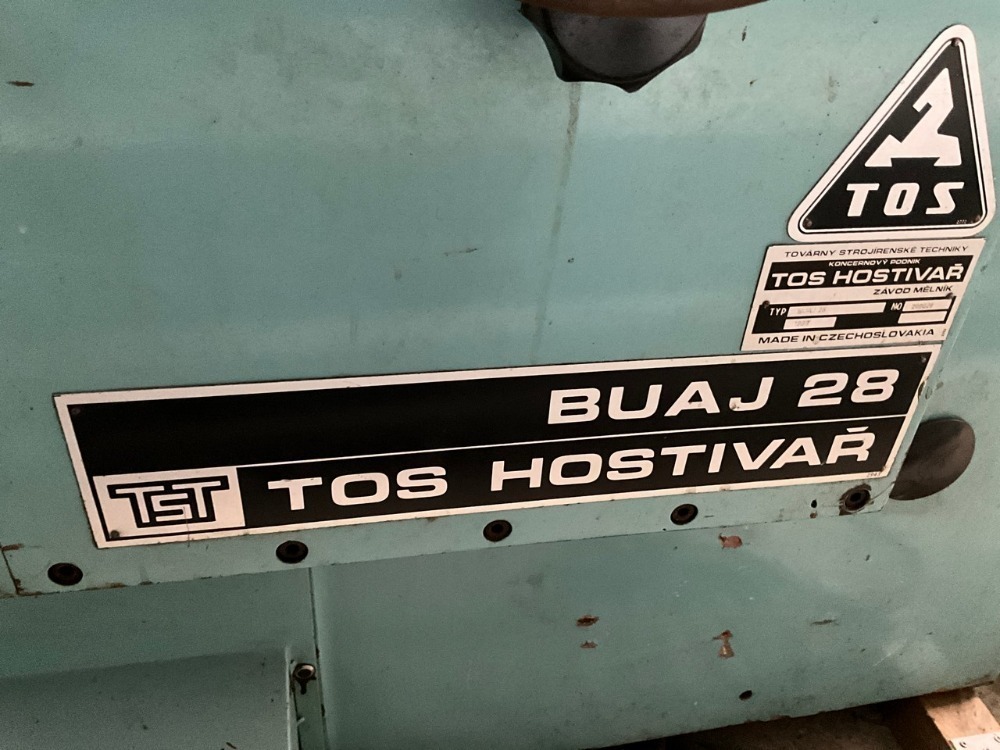 TOS
TOVÁRNY STROJÍRENSKÉ TECHNIKY
KONCERNOVÝ PODNIK
TOS HOSTIVAŘ
ZÁVOD MĚLNÍK
TYP NO
MADE IN CZECHOSLOVAKIA
BUAJ 28
TST TOS HOSTIVAŘ